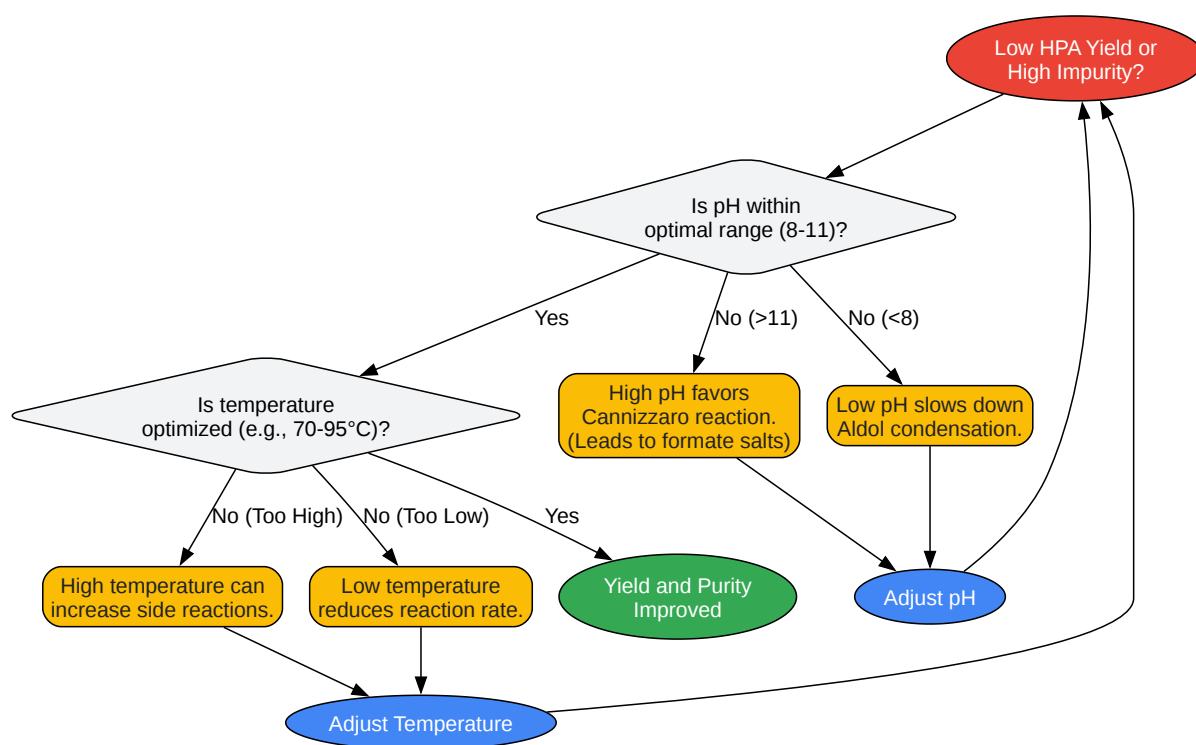 Low HPA Yield or
High Impurity?
Is pH within
optimal range (8-11)?
Yes
No (>11)
No (<8)
High pH favors
Cannizzaro reaction.
(Leads to formate salts)
Low pH slows down
Aldol condensation.
Is temperature
optimized (e.g., 70-95°C)?
No (Too High)
No (Too Low)
Yes
High temperature can
increase side reactions.
Low temperature
reduces reaction rate.
Yield and Purity
Improved
Adjust pH
Adjust Temperature